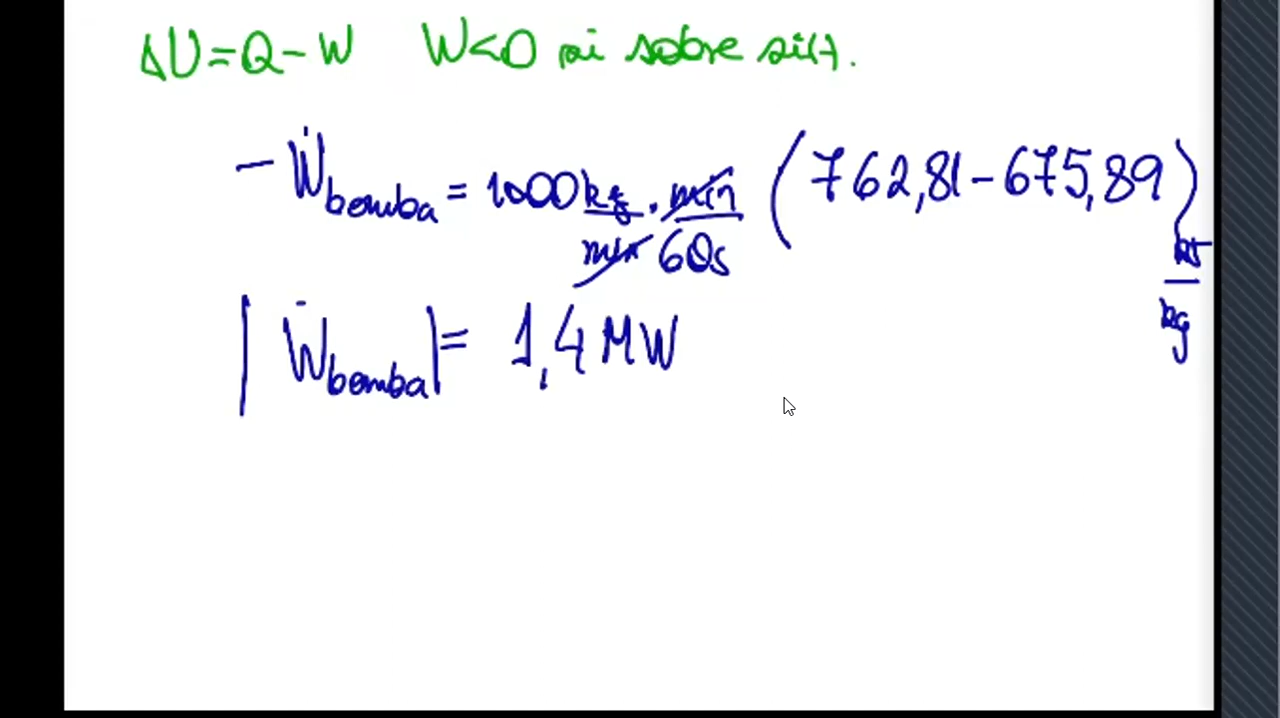 ΔU=Q-W W<0 si sobre sist.
-Ẇbomba = 1000 kg/min . min/60s (762,81-675,89) kJ/kg
|Ẇbomba| = 1,4 MW